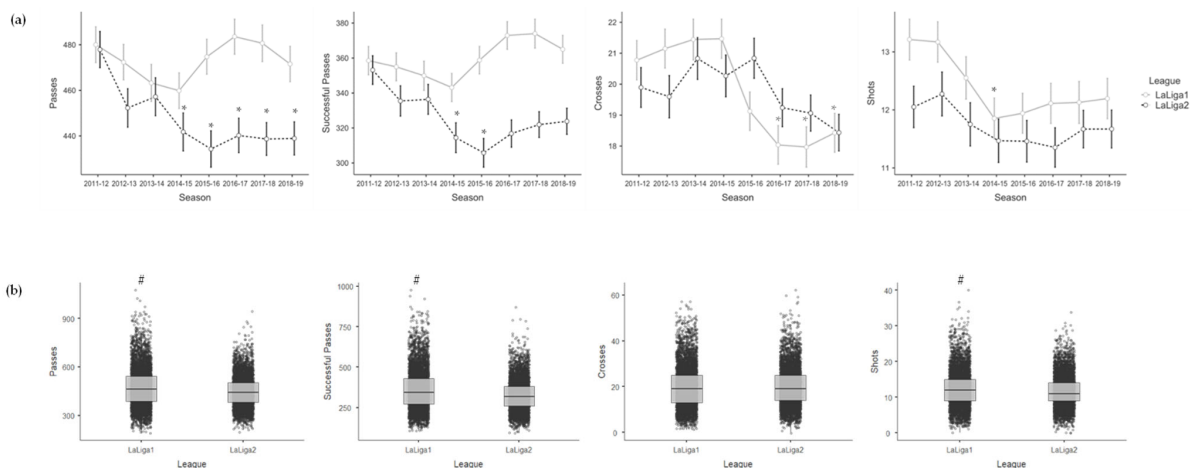 (a)
Passes
480
460
440
*
*
*
*
*
2011-12 2012-13 2013-14 2014-15 2015-16 2016-17 2017-18 2018-19
Season
Successful Passes
380
360
340
320
300
*
*
2011-12 2012-13 2013-14 2014-15 2015-16 2016-17 2017-18 2018-19
Season
Crosses
22
21
20
19
18
*
*
*
2011-12 2012-13 2013-14 2014-15 2015-16 2016-17 2017-18 2018-19
Season
Shots
13
12
11
*
2011-12 2012-13 2013-14 2014-15 2015-16 2016-17 2017-18 2018-19
Season
League
LaLiga1
LaLiga2
(b)
#
Passes
900
600
300
LaLiga1 LaLiga2
League
#
Successful Passes
1000
750
500
250
LaLiga1 LaLiga2
League
Crosses
60
40
20
0
LaLiga1 LaLiga2
League
#
Shots
40
30
20
10
0
LaLiga1 LaLiga2
League